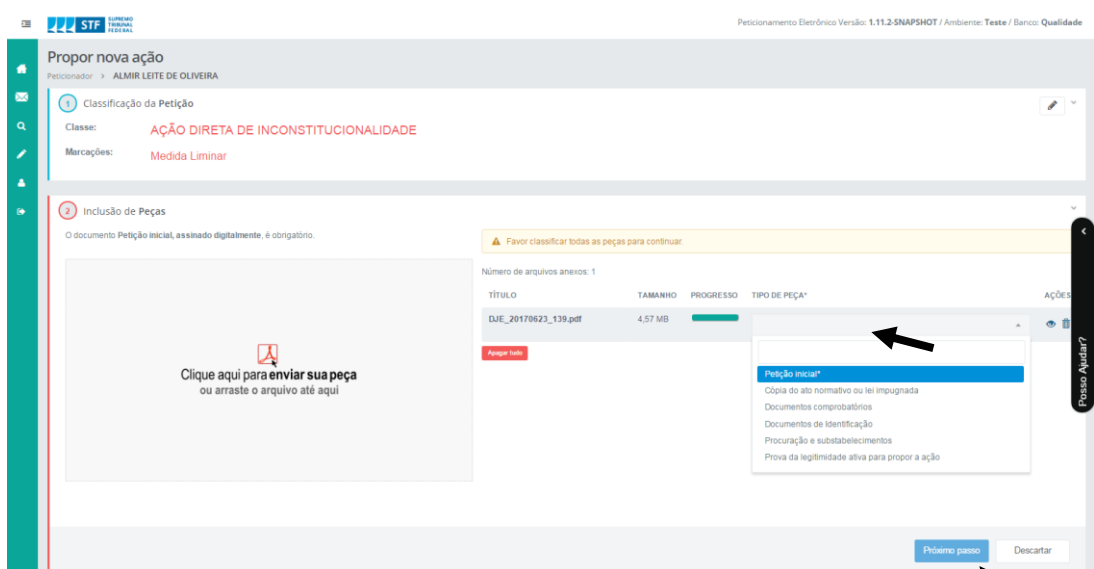 STF SUPREMO TRIBUNAL FEDERAL
Peticionamento Eletrônico Versão: 1.11.2-SNAPSHOT / Ambiente: Teste / Banco: Qualidade
Propor nova ação
Peticionador > ALMIR LEITE DE OLIVEIRA
1 Classificação da Petição
Classe: AÇÃO DIRETA DE INCONSTITUCIONALIDADE
Marcações: Medida Liminar
2 Inclusão de Peças
O documento Petição inicial, assinado digitalmente, é obrigatório.
Favor classificar todas as peças para continuar.
Número de arquivos anexos: 1
TÍTULO TAMANHO PROGRESSO TIPO DE PEÇA* AÇÕES
DJE_20170623_139.pdf 4,57 MB
Apagar tudo
Clique aqui para enviar sua peça
ou arraste o arquivo até aqui
Petição inicial*
Cópia do ato normativo ou lei impugnada
Documentos comprobatórios
Documentos de Identificação
Procuração e substabelecimentos
Prova da legitimidade ativa para propor a ação
Posso Ajudar?
Próximo passo Descartar